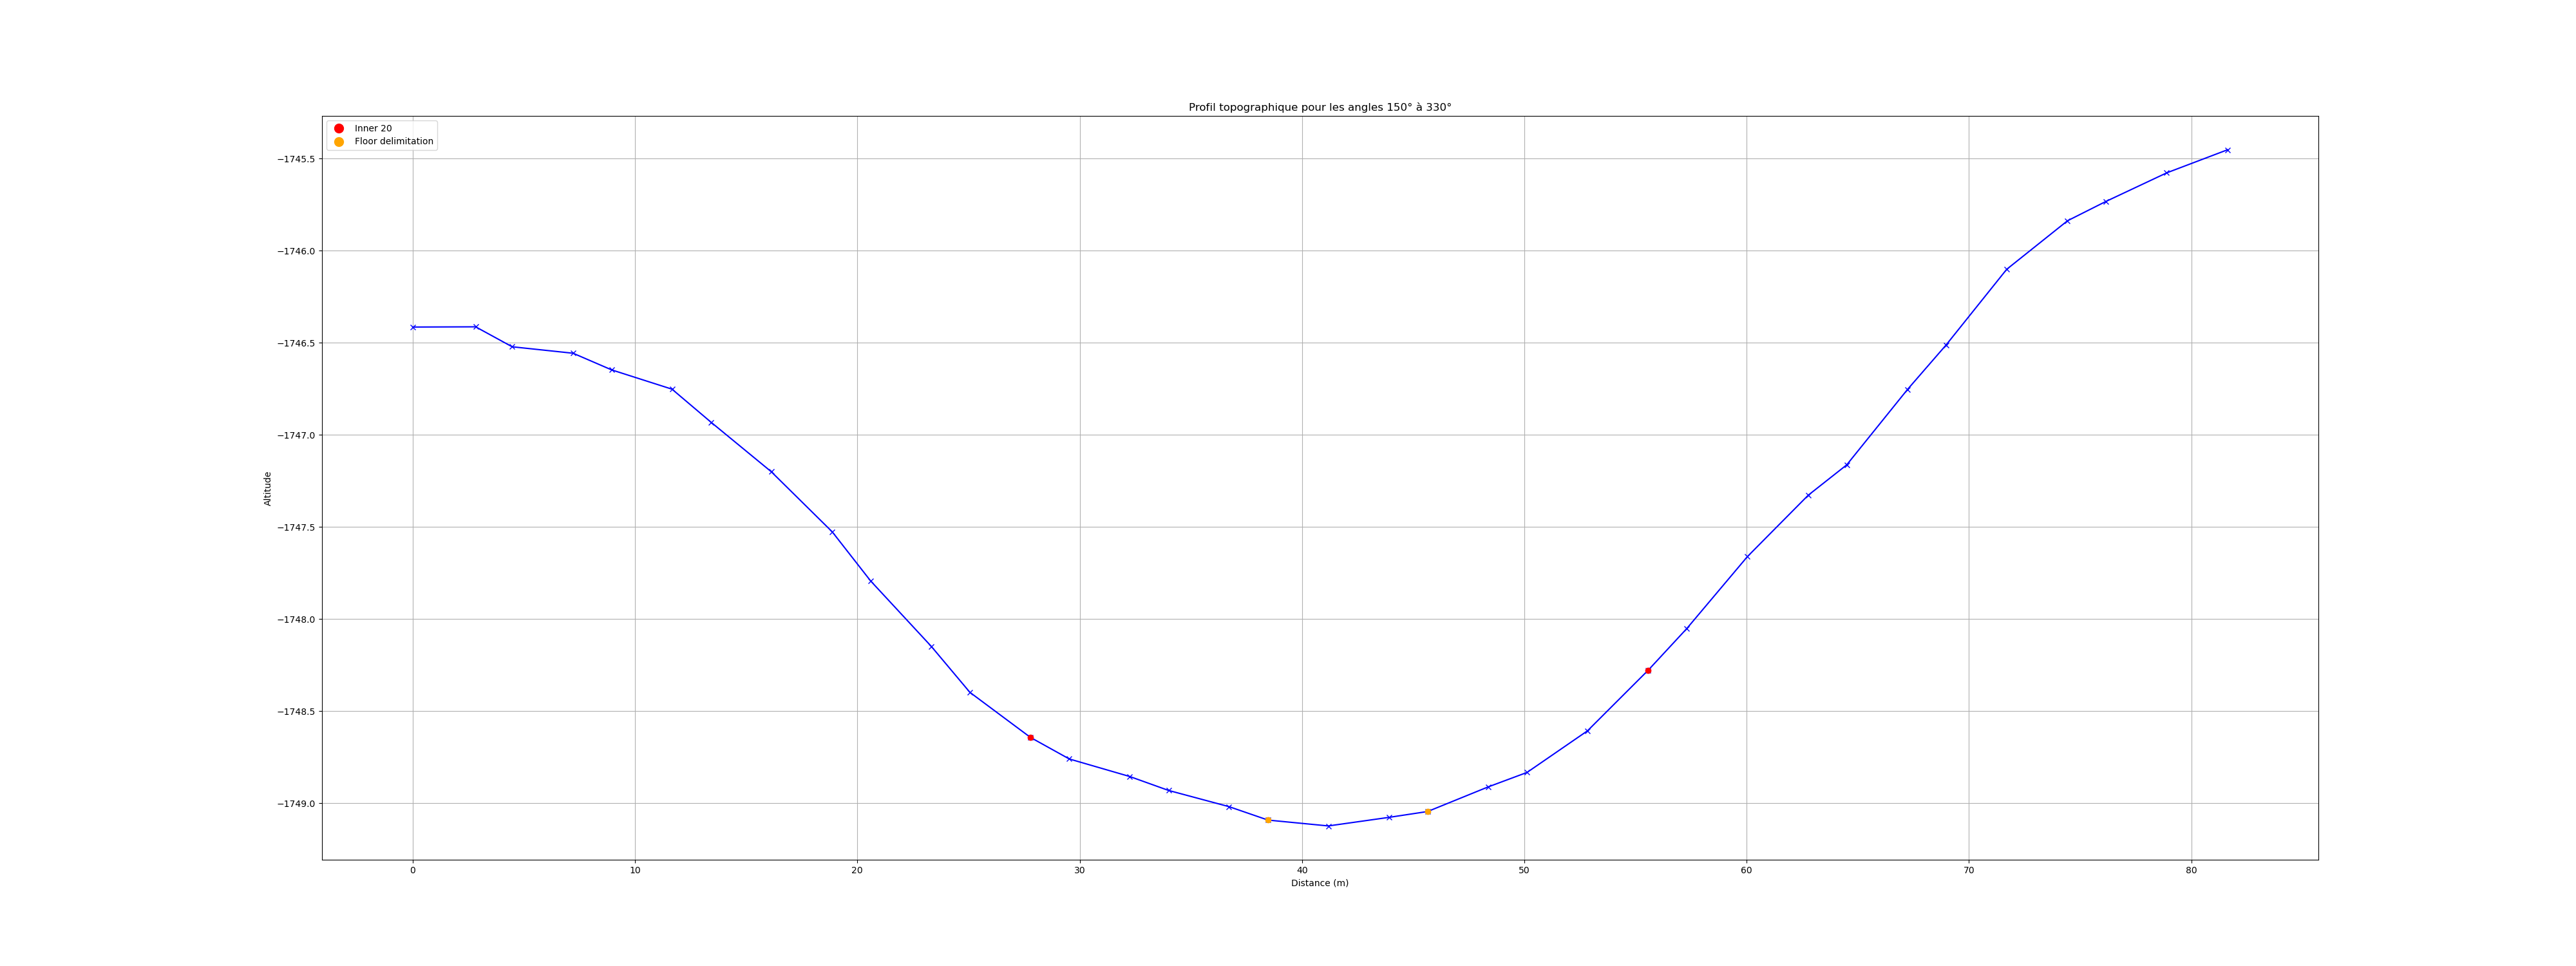 Profil topographique pour les angles 150° à 330°
Inner 20
Floor delimitation
−1745.5
−1746.0
−1746.5
−1747.0
−1747.5
−1748.0
−1748.5
−1749.0
Altitude
0 10 20 30 40 50 60 70 80
Distance (m)